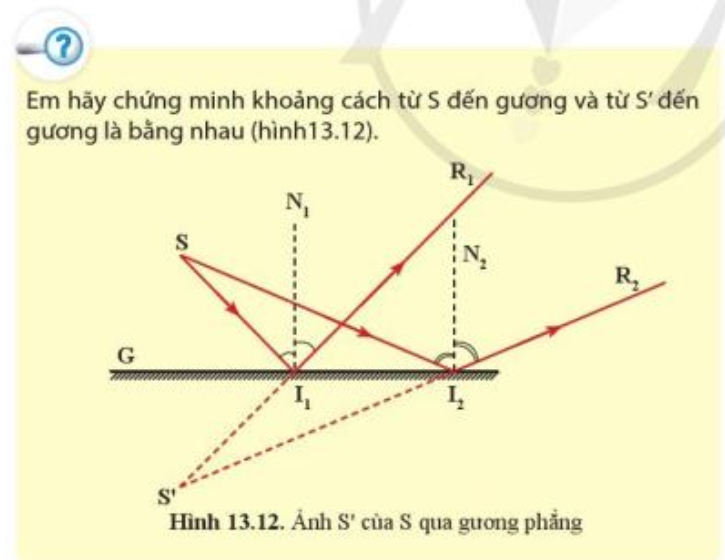 ?
Em hãy chứng minh khoảng cách từ S đến gương và từ S' đến
gương là bằng nhau (hình13.12).
R₁
N₁
S
N₂
R₂
G
I₁
I₂
S'
Hình 13.12. Ảnh S' của S qua gương phẳng